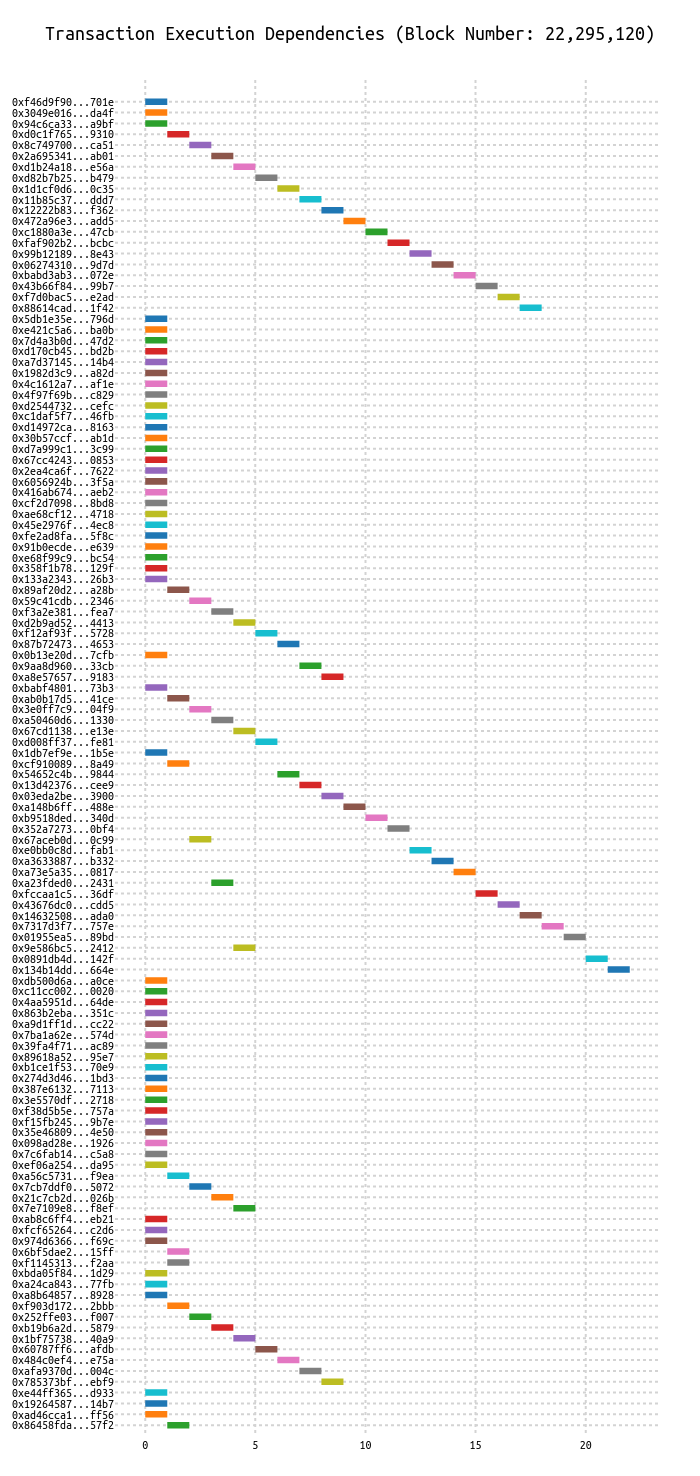 Transaction Execution Dependencies (Block Number: 22,295,120)
0xf46d9f90...701e
0x3049e016...da4f
0x94c6ca33...a9bf
0xd0c1f765...9310
0x8c749700...ca51
0x2a695341...ab01
0xd1b24a18...e56a
0xd82b7b25...b479
0x1d1cf0d6...0c35
0x11b85c37...ddd7
0x12222b83...f362
0x472a96e3...add5
0xc1880a3e...47cb
0xfaf902b2...bcbc
0x99b12189...8e43
0x06274310...9d7d
0xbabd3ab3...072e
0x43b66f84...99b7
0xf7d0bac5...e2ad
0x88614cad...1f42
0x5db1e35e...796d
0xe421c5a6...ba0b
0x7d4a3b0d...47d2
0xd170cb45...bd2b
0xa7d37145...14b4
0x1982d3c9...a82d
0x4c1612a7...af1e
0x4f97f69b...c829
0xd2544732...cefc
0xc1daf5f7...46fb
0xd14972ca...8163
0x30b57ccf...ab1d
0xd7a999c1...3c99
0x67cc4243...0853
0x2ea4ca6f...7622
0x6056924b...3f5a
0x416ab674...aeb2
0xcf2d7098...8bd8
0xae68cf12...4718
0x45e2976f...4ec8
0xfe2ad8fa...5f8c
0x91b0ecde...e639
0xe68f99c9...bc54
0x358f1b78...129f
0x133a2343...26b3
0x89af20d2...a28b
0x59c41cdb...2346
0xf3a2e381...fea7
0xd2b9ad52...4413
0xf12af93f...5728
0x87b72473...4653
0x0b13e20d...7cfb
0x9aa8d960...33cb
0xa8e57657...9183
0xbabf4801...73b3
0xab0b17d5...41ce
0x3e0ff7c9...04f9
0xa50460d6...1330
0x67cd1138...e13e
0xd008ff37...fe81
0x1db7ef9e...1b5e
0xcf910089...8a49
0x54652c4b...9844
0x13d42376...cee9
0x03eda2be...3900
0xa148b6ff...488e
0xb9518ded...340d
0x352a7273...0bf4
0x67aceb0d...0c99
0xe0bb0c8d...fab1
0xa3633887...b332
0xa73e5a35...0817
0xa23fded0...2431
0xfccaa1c5...36df
0x43676dc0...cdd5
0x14632508...ada0
0x7317d3f7...757e
0x01955ea5...89bd
0x9e586bc5...2412
0x0891db4d...142f
0x134b14dd...664e
0xdb500d6a...a0ce
0xc11cc002...0020
0x4aa5951d...64de
0x863b2eba...351c
0xa9d1ff1d...cc22
0x7ba1a62e...574d
0x39fa4f71...ac89
0x89618a52...95e7
0xb1ce1f53...70e9
0x274d3d46...1bd3
0x387e6132...7113
0x3e5570df...2718
0xf38d5b5e...757a
0xf15fb245...9b7e
0x35e46809...4e50
0x098ad28e...1926
0x7c6fab14...c5a8
0xef06a254...da95
0xa56c5731...f9ea
0x7cb7ddf0...5072
0x21c7cb2d...026b
0x7e7109e8...f8ef
0xab8c6ff4...eb21
0xfcf65264...c2d6
0x974d6366...f69c
0x6bf5dae2...15ff
0xf1145313...f2aa
0xbda05f84...1d29
0xa24ca843...77fb
0xa8b64857...8928
0xf903d172...2bbb
0x252ffe03...f007
0xb19b6a2d...5879
0x1bf75738...40a9
0x60787ff6...afdb
0x484c0ef4...e75a
0xafa9370d...004c
0x785373bf...ebf9
0xe44ff365...d933
0x19264587...14b7
0xad46cca1...ff56
0x86458fda...57f2
0 5 10 15 20